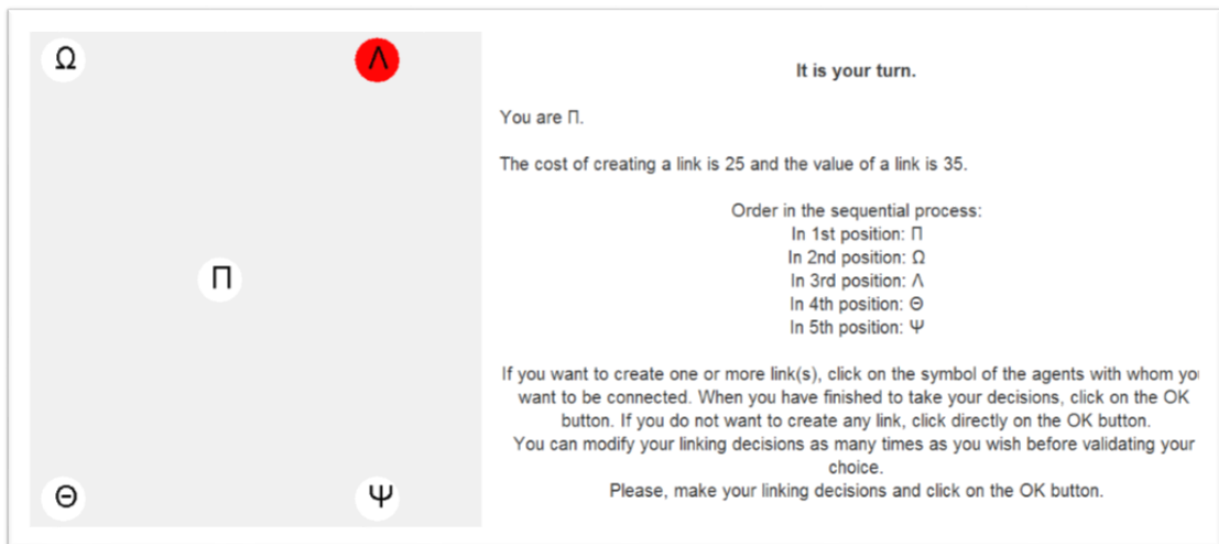 Ω Λ
Π
Θ Ψ
It is your turn.
You are Π.
The cost of creating a link is 25 and the value of a link is 35.
Order in the sequential process:
In 1st position: Π
In 2nd position: Ω
In 3rd position: Λ
In 4th position: Θ
In 5th position: Ψ
If you want to create one or more link(s), click on the symbol of the agents with whom yo
want to be connected. When you have finished to take your decisions, click on the OK
button. If you do not want to create any link, click directly on the OK button.
You can modify your linking decisions as many times as you wish before validating your
choice.
Please, make your linking decisions and click on the OK button.